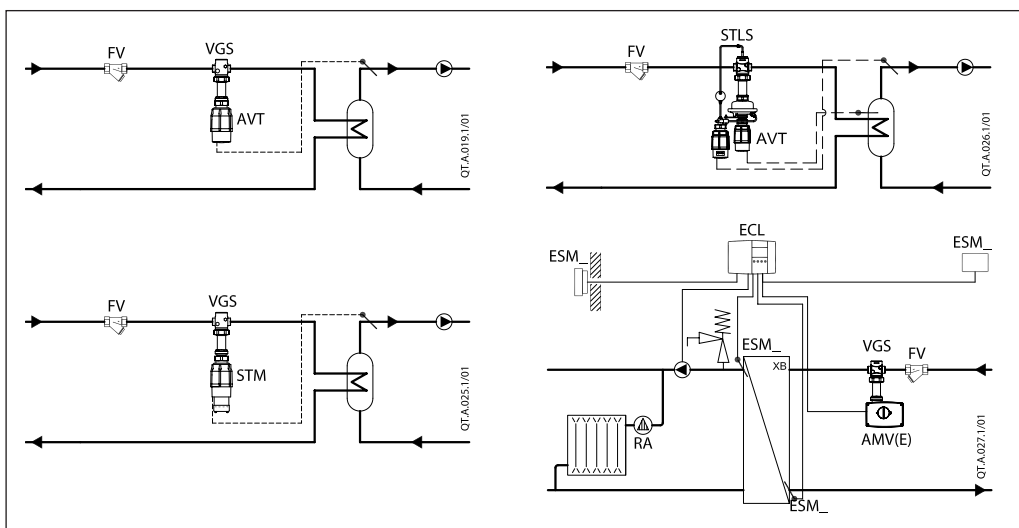 FV
VGS
AVT
QT.A.019.1/01
FV
STLS
AVT
QT.A.026.1/01
FV
VGS
STM
QT.A.025.1/01
ECL
ESM_
ESM_
ESM_
XB
VGS
FV
RA
AMV(E)
ESM_
QT.A.027.1/01